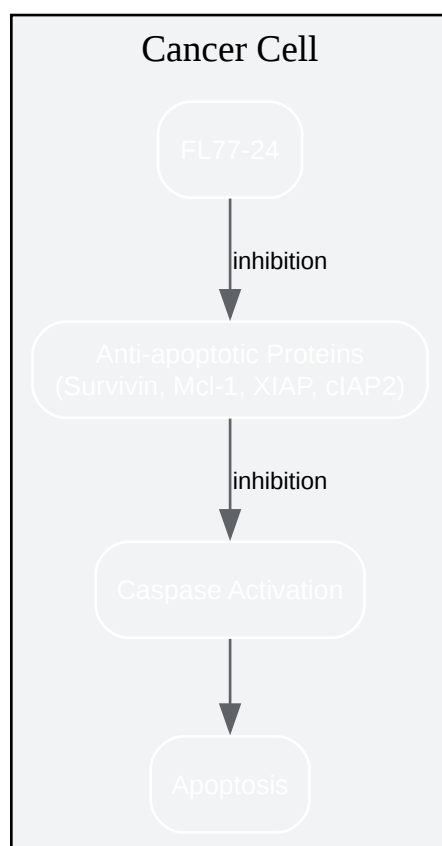 Cancer Cell
FL77-24
inhibition
Anti-apoptotic Proteins
(Survivin, Mcl-1, XIAP, cIAP2)
inhibition
Caspase Activation
Apoptosis